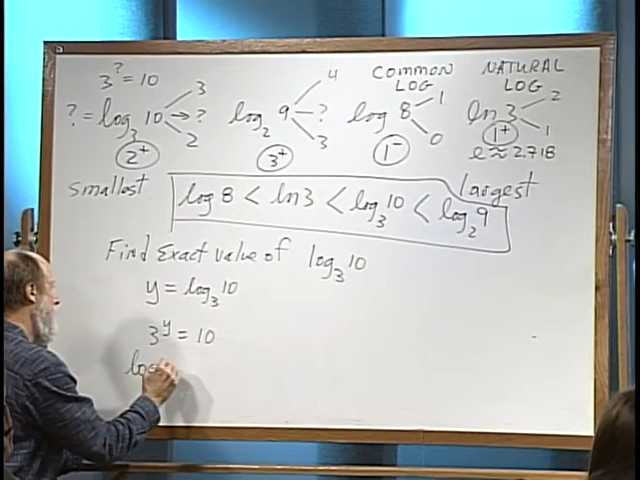 3^? = 10
? = log_3 10 → ? 3 2
2^+
log_2 9 – ? 4 3
3^+
COMMON LOG
log 8 1 0
1^-
NATURAL LOG
ln 3 2 1
1^+
e ≈ 2.718
smallest
largest
log 8 < ln 3 < log_3 10 < log_2 9
Find Exact value of log_3 10
y = log_3 10
3^y = 10
log